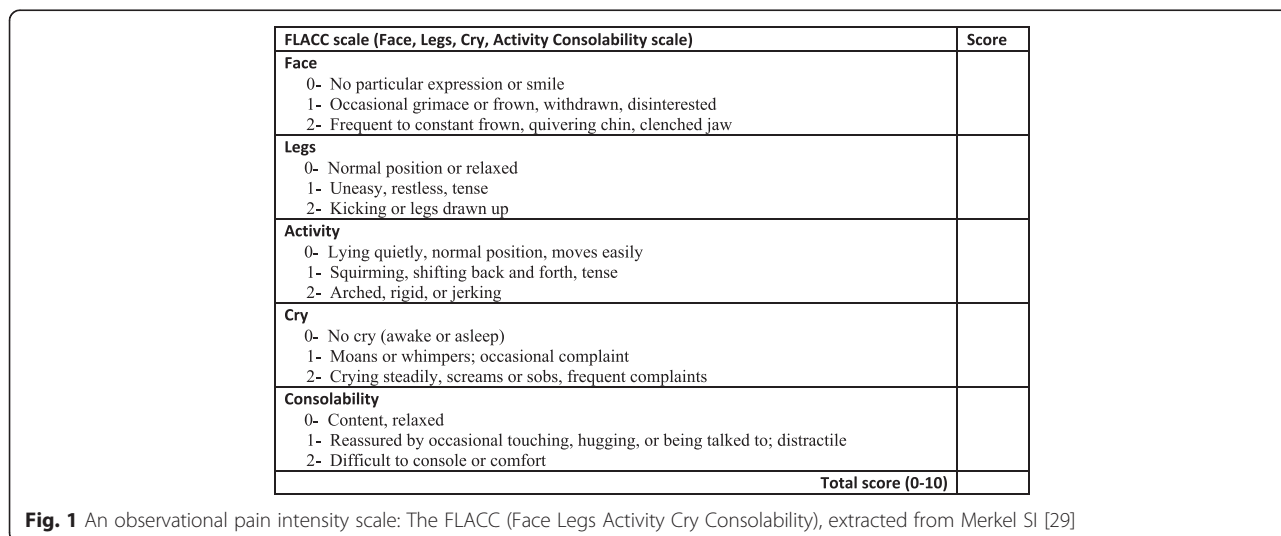 FLACC scale (Face, Legs, Cry, Activity Consolability scale) Score
Face
0- No particular expression or smile
1- Occasional grimace or frown, withdrawn, disinterested
2- Frequent to constant frown, quivering chin, clenched jaw
Legs
0- Normal position or relaxed
1- Uneasy, restless, tense
2- Kicking or legs drawn up
Activity
0- Lying quietly, normal position, moves easily
1- Squirming, shifting back and forth, tense
2- Arched, rigid, or jerking
Cry
0- No cry (awake or asleep)
1- Moans or whimpers; occasional complaint
2- Crying steadily, screams or sobs, frequent complaints
Consolability
0- Content, relaxed
1- Reassured by occasional touching, hugging, or being talked to; distractile
2- Difficult to console or comfort
Total score (0-10)
Fig. 1 An observational pain intensity scale: The FLACC (Face Legs Activity Cry Consolability), extracted from Merkel SI [29]